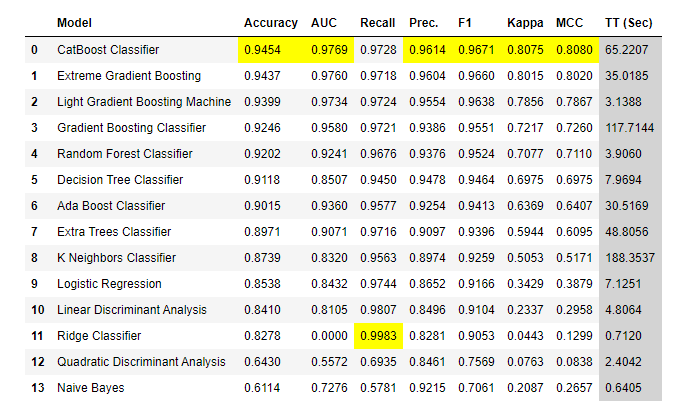 Model Accuracy AUC Recall Prec. F1 Kappa MCC TT (Sec)
0 CatBoost Classifier 0.9454 0.9769 0.9728 0.9614 0.9671 0.8075 0.8080 65.2207
1 Extreme Gradient Boosting 0.9437 0.9760 0.9718 0.9604 0.9660 0.8015 0.8020 35.0185
2 Light Gradient Boosting Machine 0.9399 0.9734 0.9724 0.9554 0.9638 0.7856 0.7867 3.1388
3 Gradient Boosting Classifier 0.9246 0.9580 0.9721 0.9386 0.9551 0.7217 0.7260 117.7144
4 Random Forest Classifier 0.9202 0.9241 0.9676 0.9376 0.9524 0.7077 0.7110 3.9060
5 Decision Tree Classifier 0.9118 0.8507 0.9450 0.9478 0.9464 0.6975 0.6975 7.9694
6 Ada Boost Classifier 0.9015 0.9360 0.9577 0.9254 0.9413 0.6369 0.6407 30.5169
7 Extra Trees Classifier 0.8971 0.9071 0.9716 0.9097 0.9396 0.5944 0.6095 48.8056
8 K Neighbors Classifier 0.8739 0.8320 0.9563 0.8974 0.9259 0.5053 0.5171 188.3537
9 Logistic Regression 0.8538 0.8432 0.9744 0.8652 0.9166 0.3429 0.3879 7.1251
10 Linear Discriminant Analysis 0.8410 0.8105 0.9807 0.8496 0.9104 0.2337 0.2958 4.8064
11 Ridge Classifier 0.8278 0.0000 0.9983 0.8281 0.9053 0.0443 0.1299 0.7120
12 Quadratic Discriminant Analysis 0.6430 0.5572 0.6935 0.8461 0.7569 0.0763 0.0838 2.4042
13 Naive Bayes 0.6114 0.7276 0.5781 0.9215 0.7061 0.2087 0.2657 0.6405